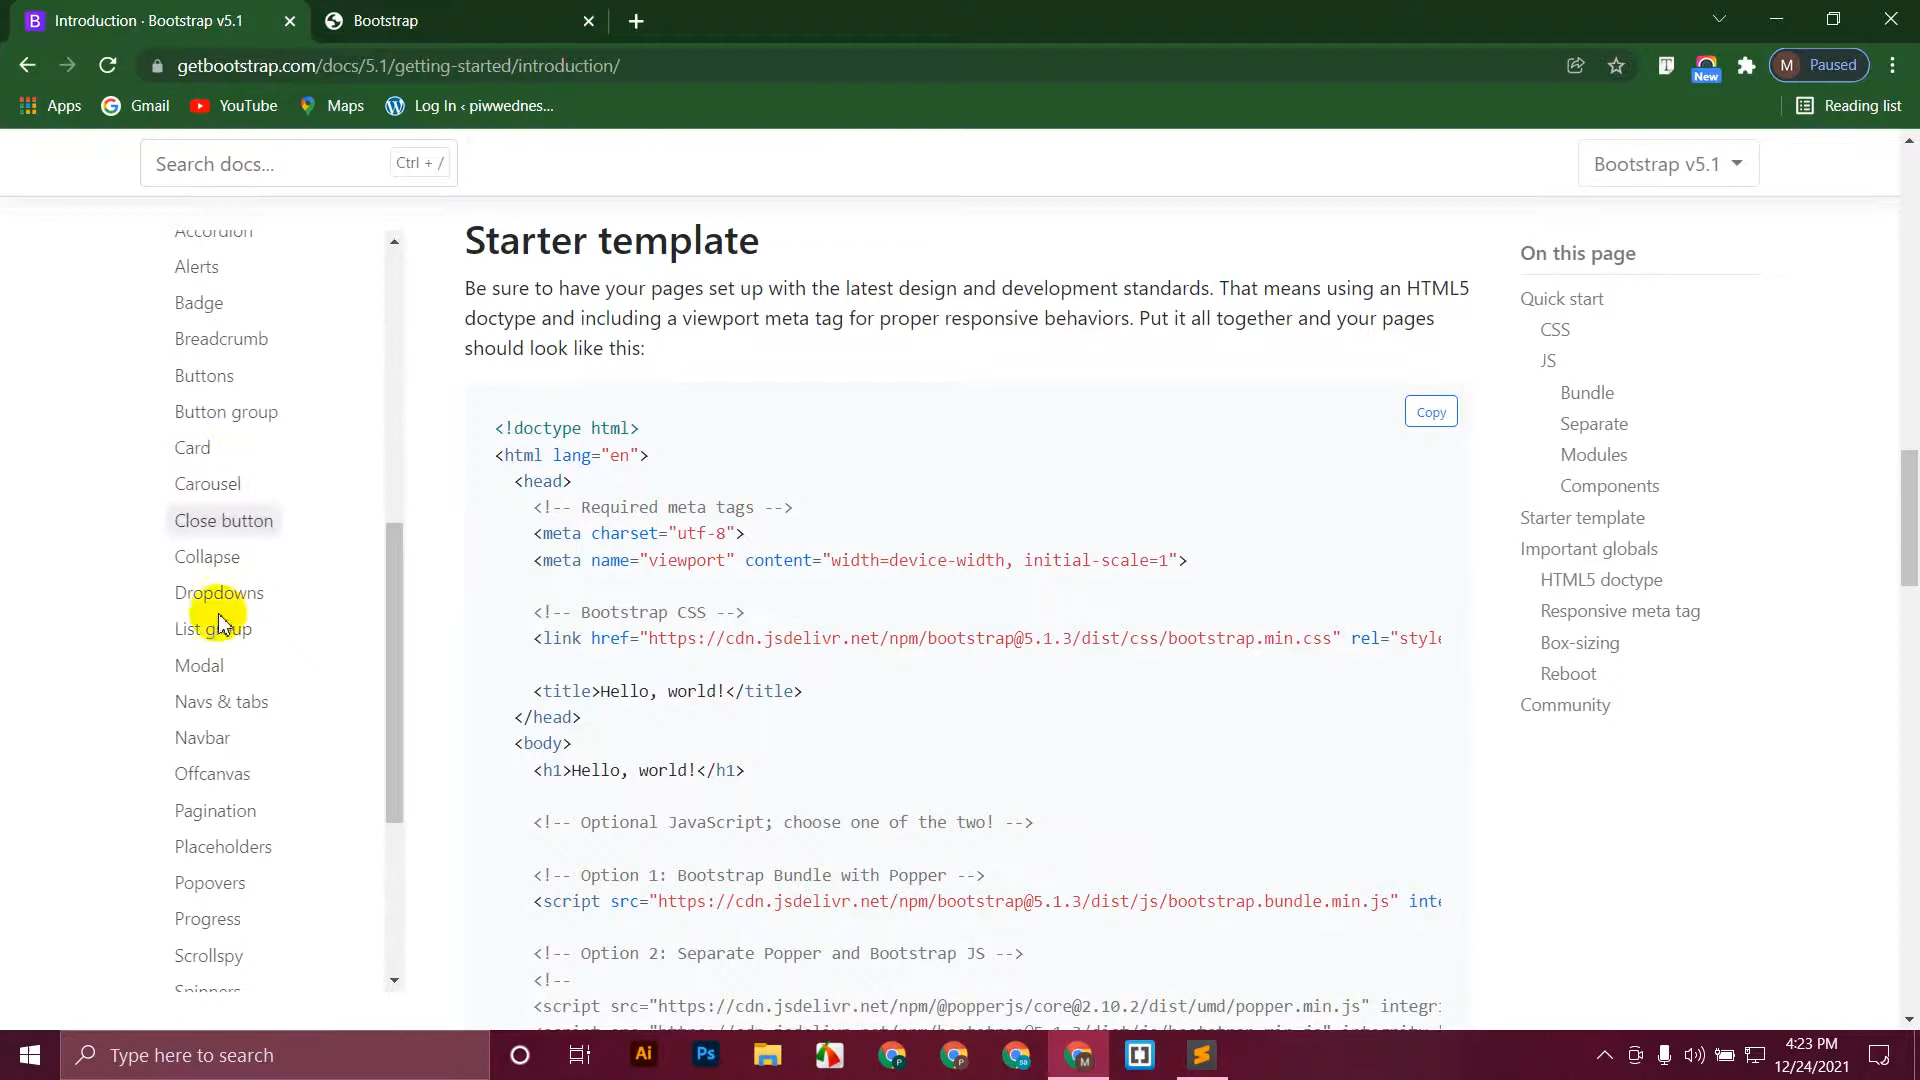 Introduction · Bootstrap v5.1
Bootstrap
getbootstrap.com/docs/5.1/getting-started/introduction/
New
M Paused
Apps
Gmail
YouTube
Maps
Log In ‹ piwwednes...
Reading list
Search docs...
Ctrl + /
Bootstrap v5.1
Accordion
Alerts
Badge
Breadcrumb
Buttons
Button group
Card
Carousel
Close button
Collapse
Dropdowns
List group
Modal
Navs & tabs
Navbar
Offcanvas
Pagination
Placeholders
Popovers
Progress
Scrollspy
Spinners
Starter template
Be sure to have your pages set up with the latest design and development standards. That means using an HTML5
doctype and including a viewport meta tag for proper responsive behaviors. Put it all together and your pages
should look like this:
Copy
<!doctype html>
<html lang="en">
<head>
<!-- Required meta tags -->
<meta charset="utf-8">
<meta name="viewport" content="width=device-width, initial-scale=1">
<!-- Bootstrap CSS -->
<link href="https://cdn.jsdelivr.net/npm/bootstrap@5.1.3/dist/css/bootstrap.min.css" rel="style
<title>Hello, world!</title>
</head>
<body>
<h1>Hello, world!</h1>
<!-- Optional JavaScript; choose one of the two! -->
<!-- Option 1: Bootstrap Bundle with Popper -->
<script src="https://cdn.jsdelivr.net/npm/bootstrap@5.1.3/dist/js/bootstrap.bundle.min.js" inte
<!-- Option 2: Separate Popper and Bootstrap JS -->
<!--
<script src="https://cdn.jsdelivr.net/npm/@popperjs/core@2.10.2/dist/umd/popper.min.js" integri
On this page
Quick start
CSS
JS
Bundle
Separate
Modules
Components
Starter template
Important globals
HTML5 doctype
Responsive meta tag
Box-sizing
Reboot
Community
Type here to search
Ai
Ps
4:23 PM
12/24/2021